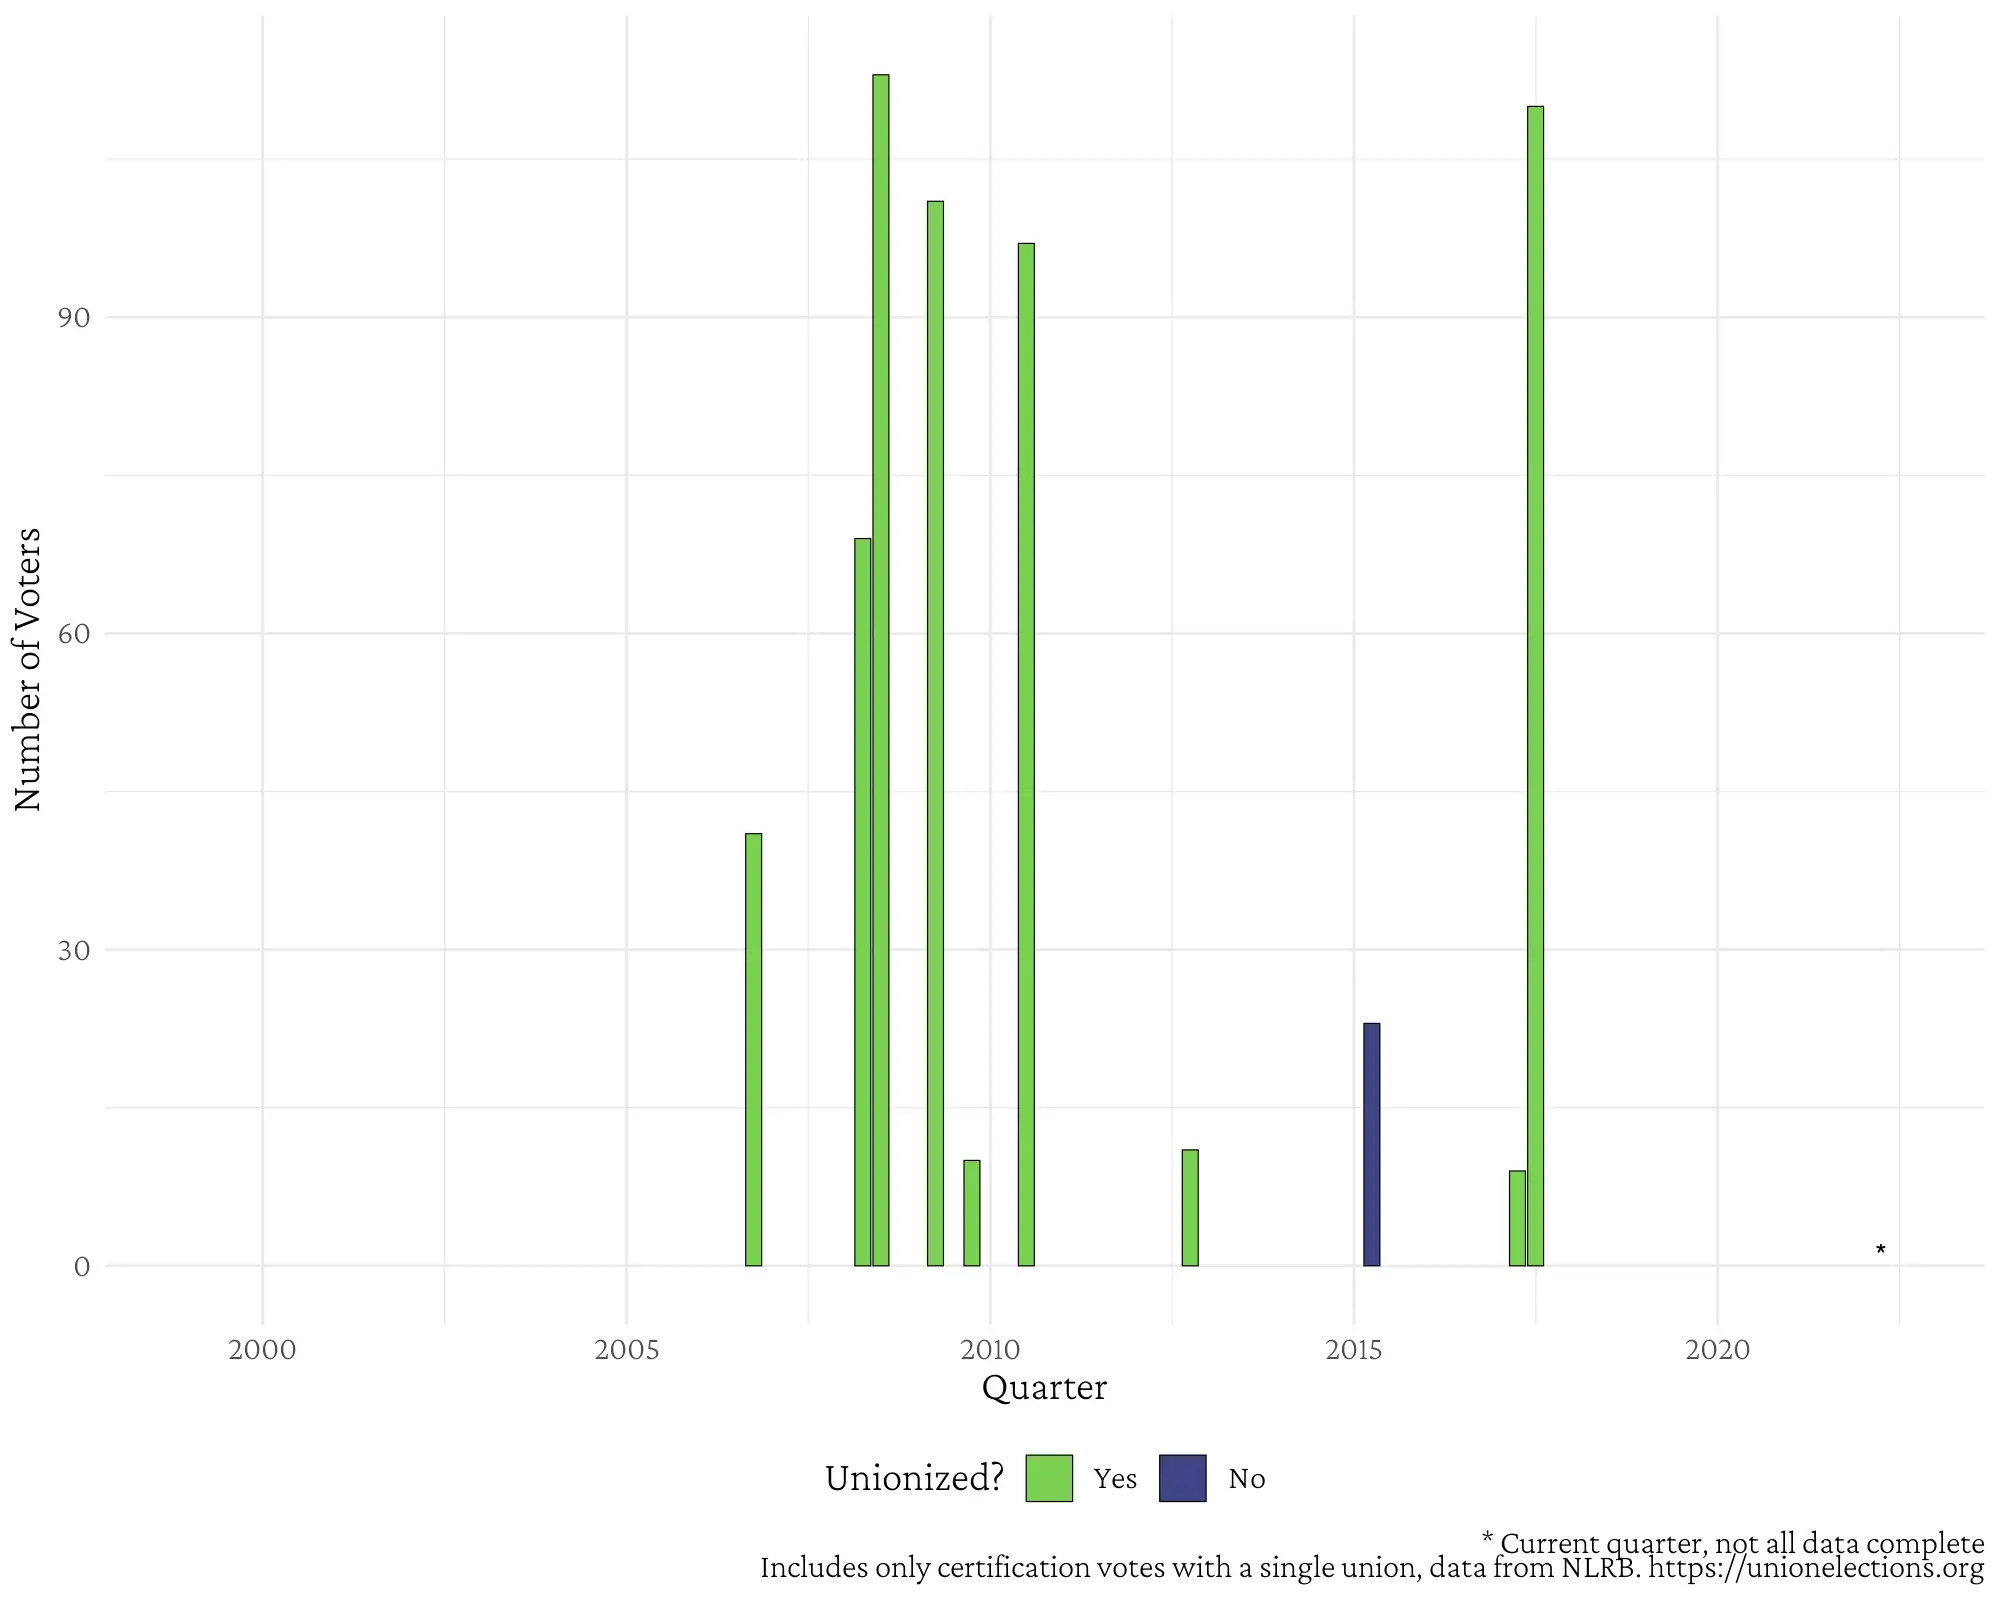 Number of Voters
90
60
30
0
*
2000 2005 2010 2015 2020
Quarter
Unionized? Yes No
* Current quarter, not all data complete
Includes only certification votes with a single union, data from NLRB. https://unionelections.org